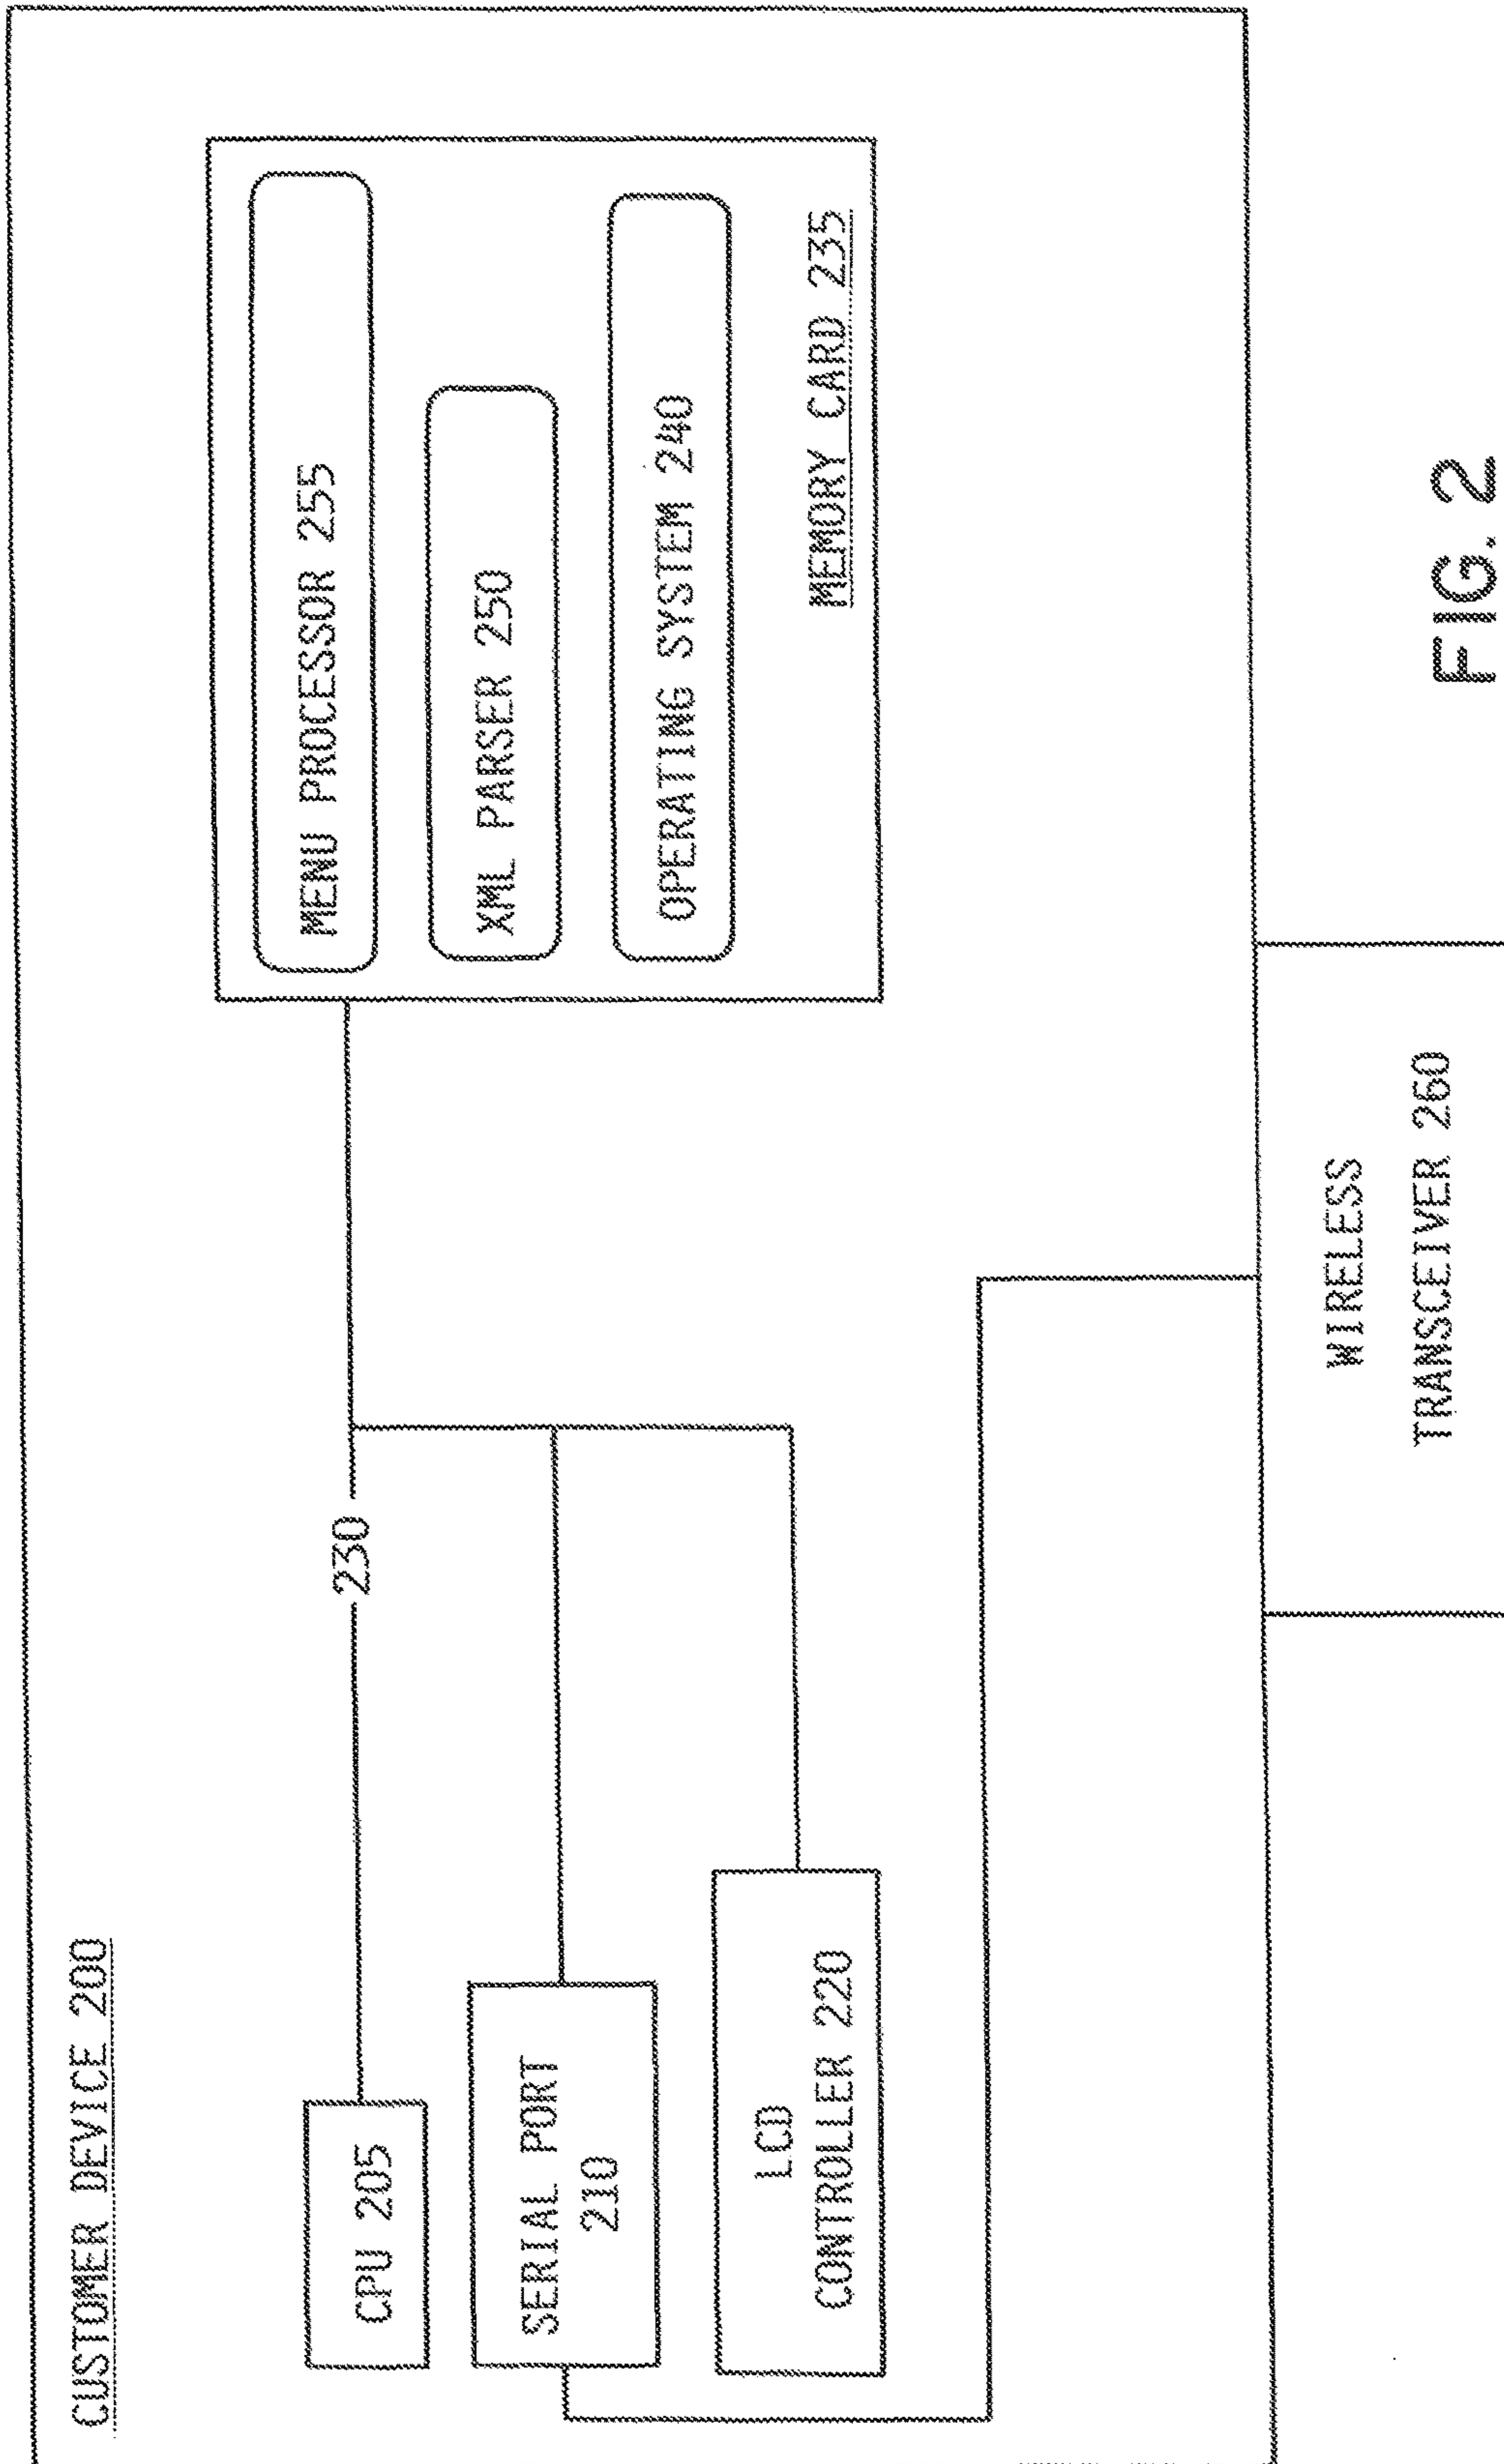 CUSTOMER DEVICE 200
CPU 205
230
MENU PROCESSOR 255
SERIAL PORT
210
XML PARSER 250
LCD
CONTROLLER 220
OPERATING SYSTEM 240
MEMORY CARD 235
WIRELESS
TRANSCEIVER 260
FIG. 2